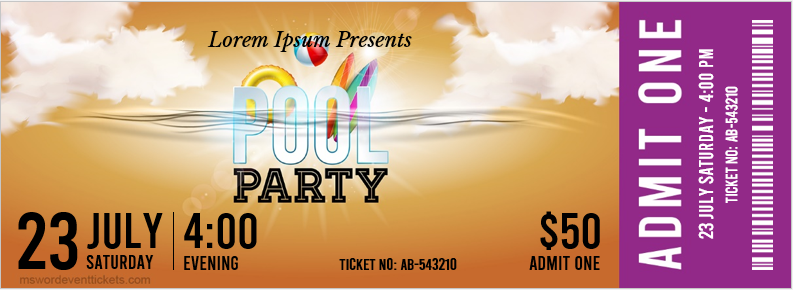 Lorem Ipsum Presents
POOL
PARTY
23 JULY
SATURDAY
4:00
EVENING
TICKET NO: AB-543210
$50
ADMIT ONE
mswordeventtickets.com
ADMIT ONE
23 JULY SATURDAY - 4:00 PM
TICKET NO: AB-543210